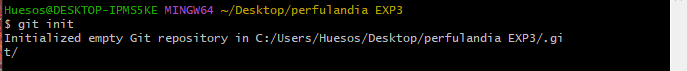 Huesos@DESKTOP-IPMS5KE MINGW64 ~/Desktop/perfulandia EXP3
$ git init
Initialized empty Git repository in C:/Users/Huesos/Desktop/perfulandia EXP3/.gi
t/